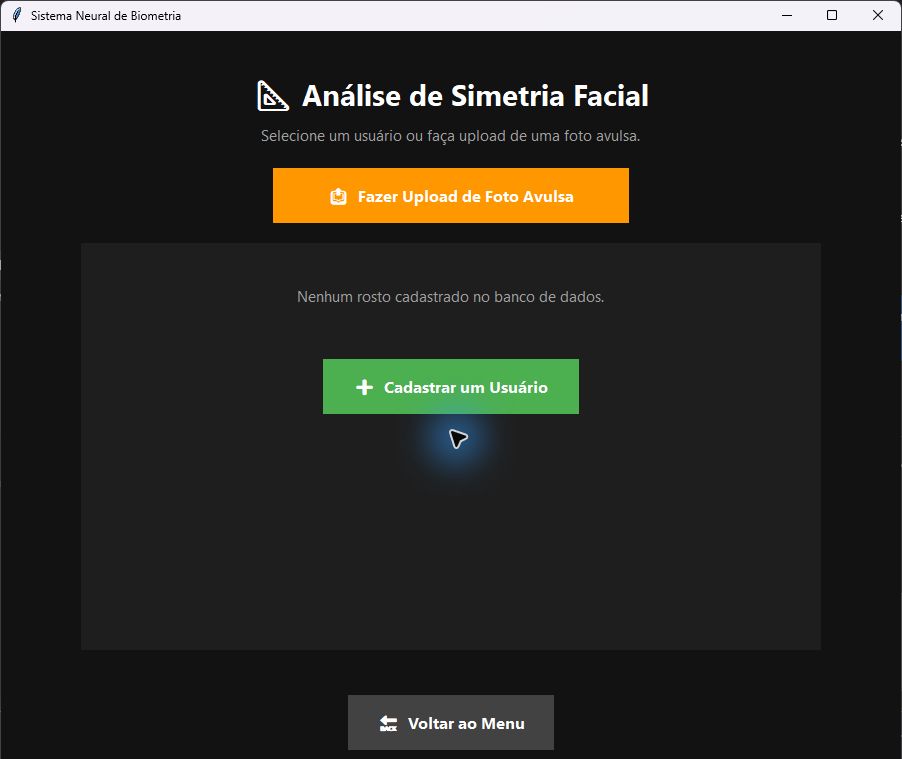 Sistema Neural de Biometria
Análise de Simetria Facial
Selecione um usuário ou faça upload de uma foto avulsa.
Fazer Upload de Foto Avulsa
Nenhum rosto cadastrado no banco de dados.
Cadastrar um Usuário
BACK Voltar ao Menu